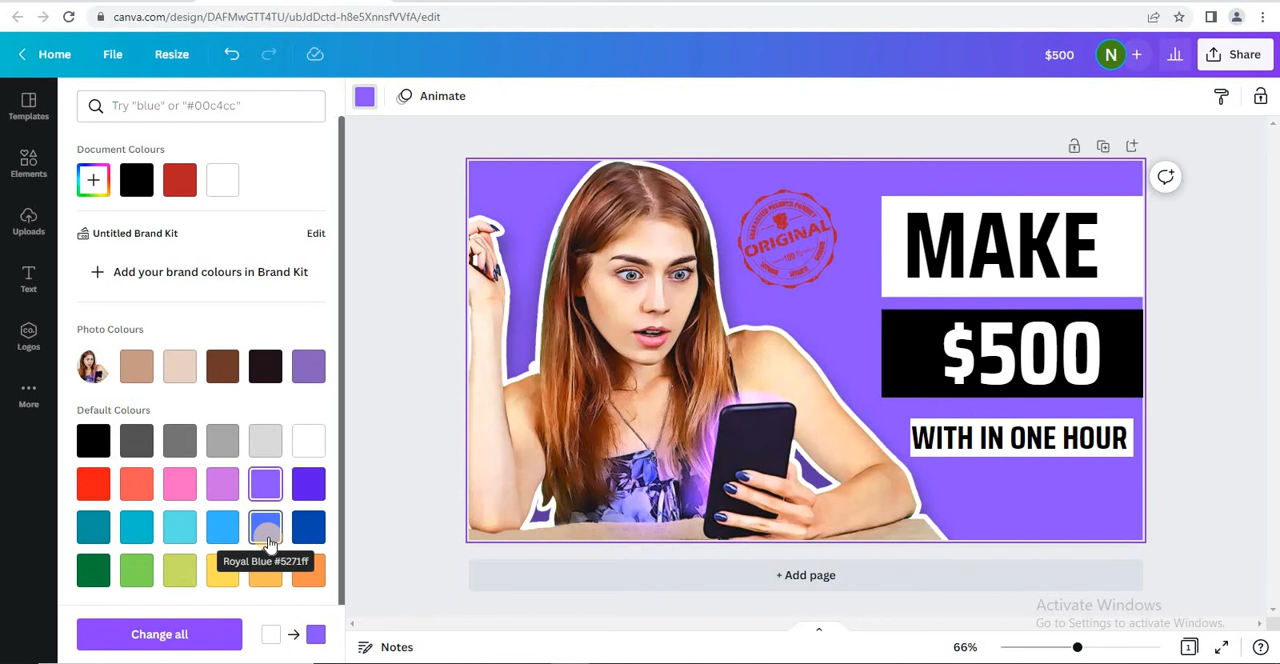 canva.com/design/DAFMwGTT4TU/ubJdDctd-h8e5XnnsfVVfA/edit
Home File Resize $500 N Share
Templates
Elements
Uploads
Text
CO.
Logos
More
Try "blue" or "#00c4cc"
Document Colours
Untitled Brand Kit Edit
Add your brand colours in Brand Kit
Photo Colours
Default Colours
Royal Blue #5271ff
Change all
Animate
ORIGINAL
100 %
MAKE
$500
WITH IN ONE HOUR
+ Add page
Activate Windows
Go to Settings to activate Windows.
Notes 66% 1 ?